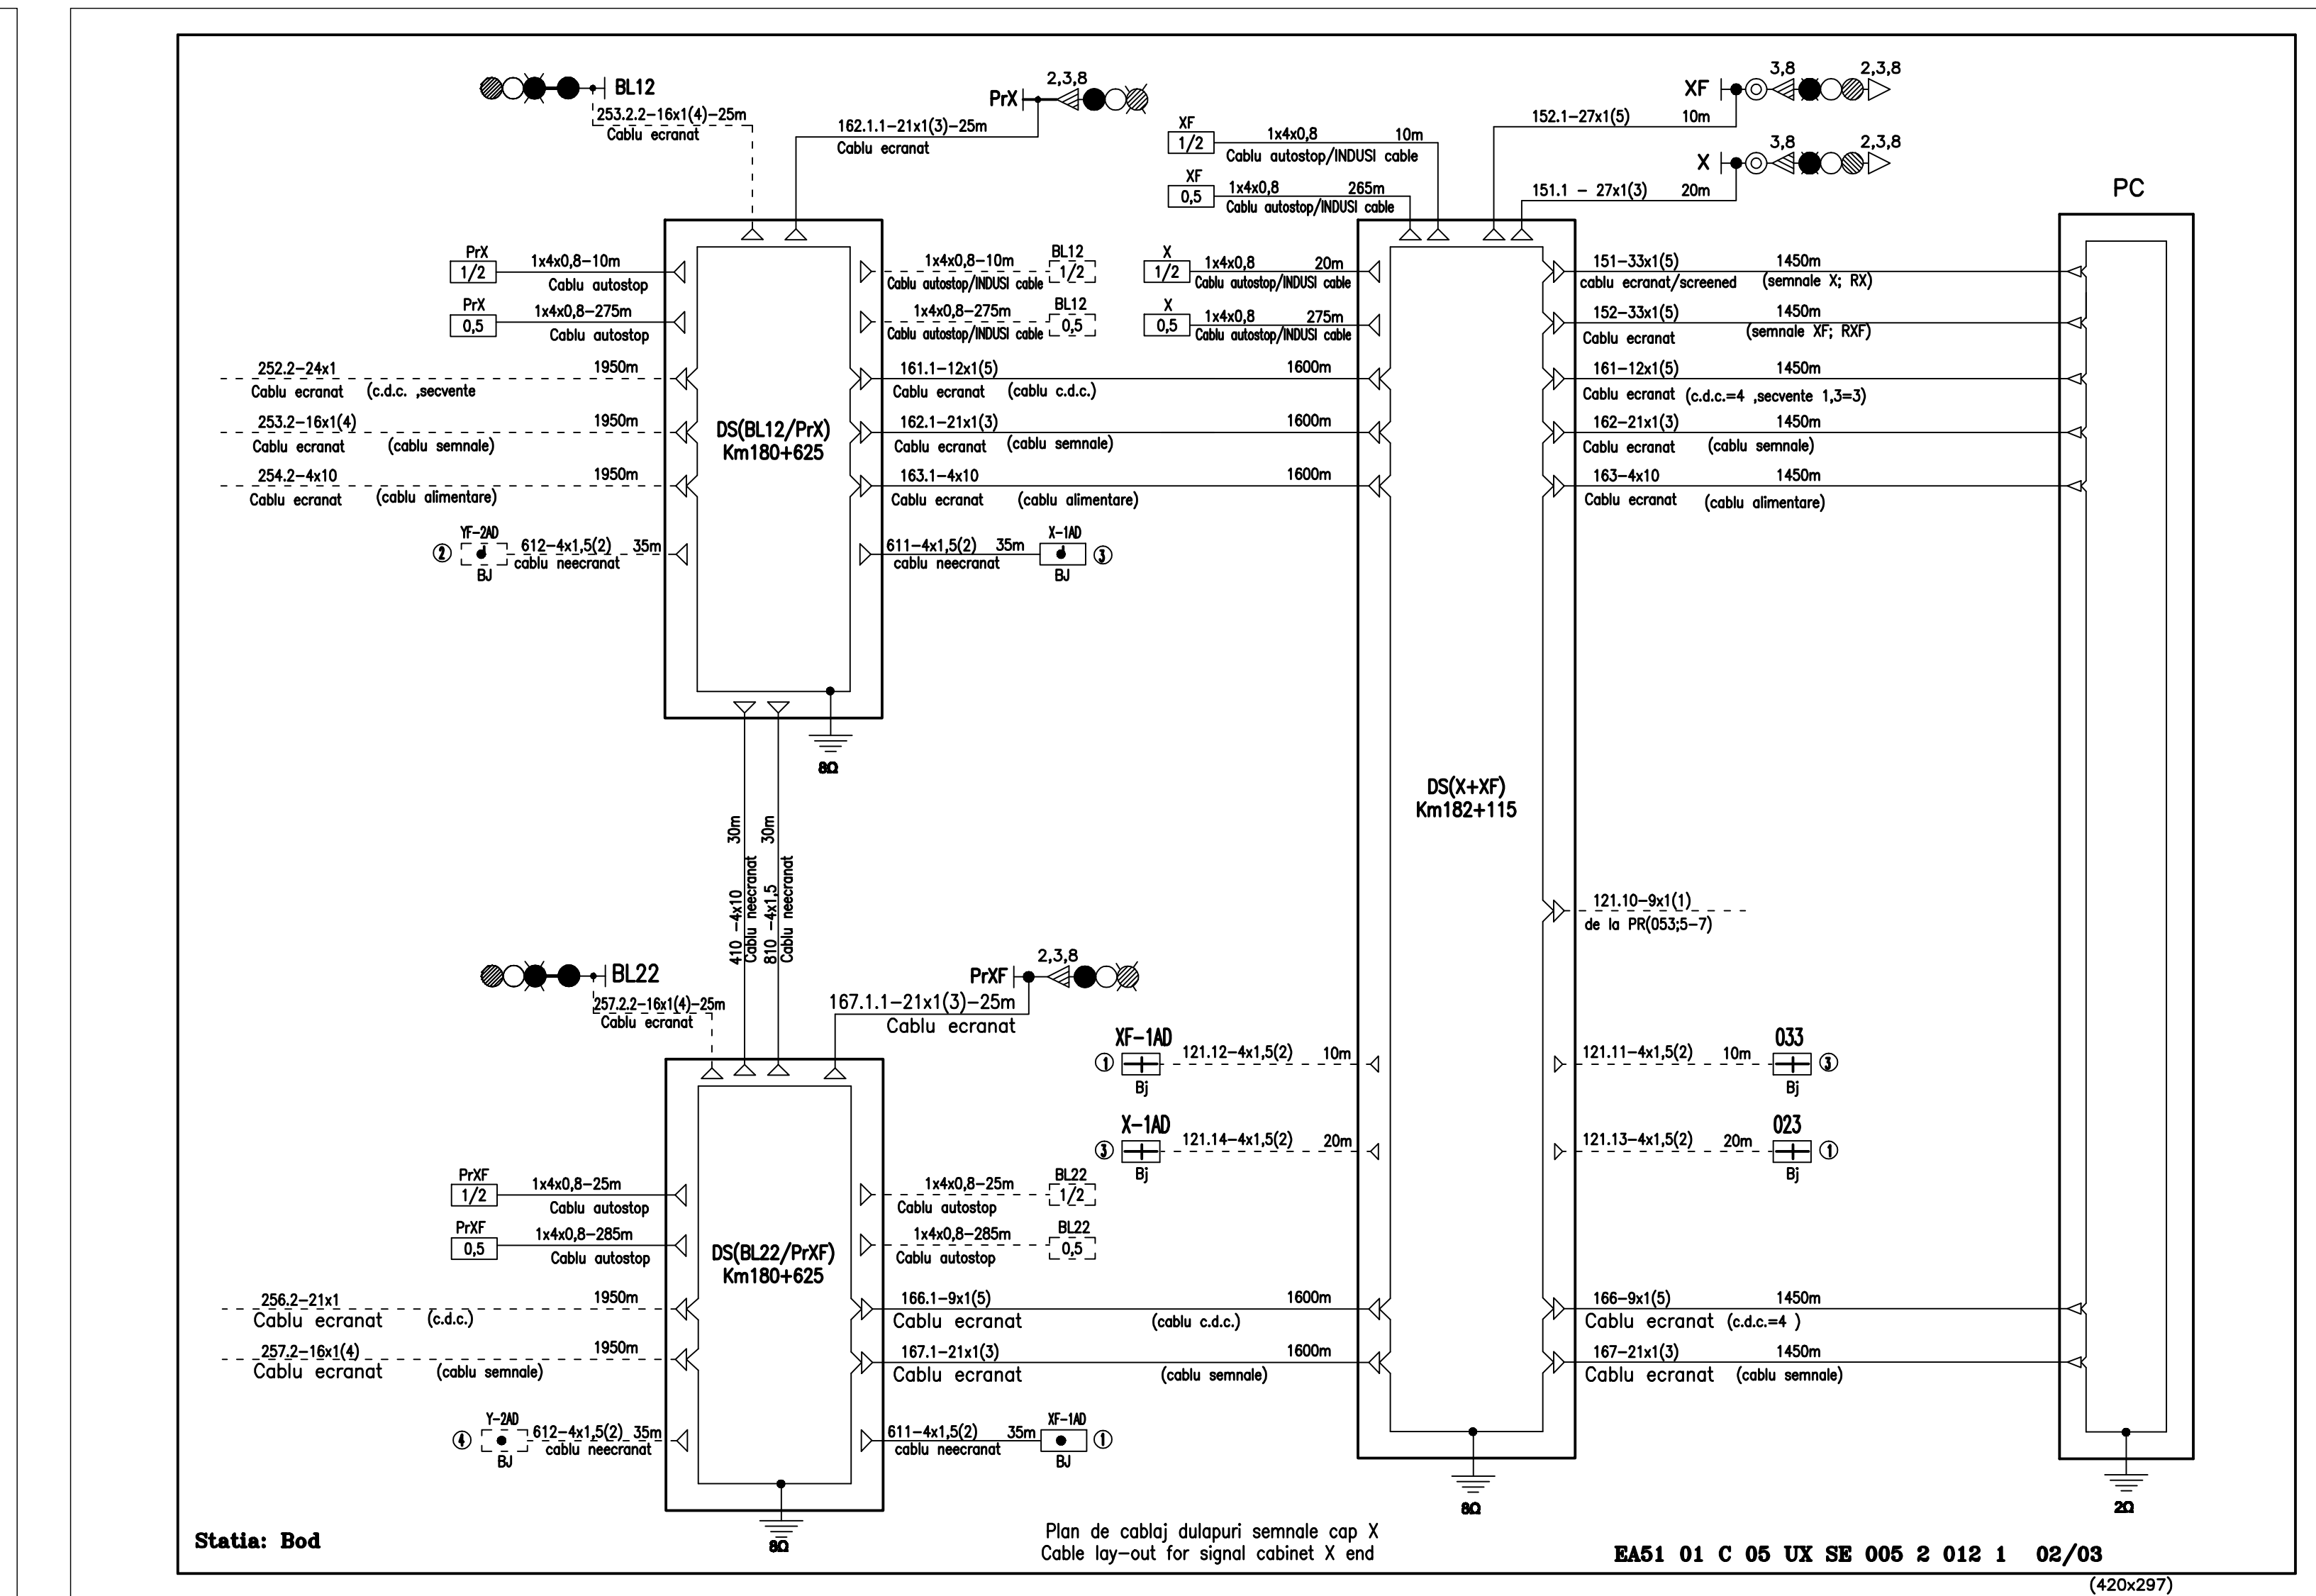 BL12
253.2.2-16x1(4)-25m
Cablu ecranat
2,3,8
PrX
162.1.1-21x1(3)-25m
Cablu ecranat
XF
1/2
1x4x0,8 10m
Cablu autostop/INDUSI cable
XF
0,5
1x4x0,8 265m
Cablu autostop/INDUSI cable
3,8 2,3,8
XF
152.1-27x1(5) 10m
3,8 2,3,8
X
151.1 - 27x1(3) 20m
PC
PrX
1/2
1x4x0,8-10m
Cablu autostop
PrX
0,5
1x4x0,8-275m
Cablu autostop
252.2-24x1 1950m
Cablu ecranat (c.d.c. ,secvente
253.2-16x1(4) 1950m
Cablu ecranat (cablu semnale)
254.2-4x10 1950m
Cablu ecranat (cablu alimentare)
2
YF-2AD
BJ
612-4x1,5(2) 35m
cablu neecranat
DS(BL12/PrX)
Km180+625
8Ω
1x4x0,8-10m
Cablu autostop/INDUSI cable
BL12
1/2
1x4x0,8-275m
Cablu autostop/INDUSI cable
BL12
0,5
161.1-12x1(5) 1600m
Cablu ecranat (cablu c.d.c.)
162.1-21x1(3) 1600m
Cablu ecranat (cablu semnale)
163.1-4x10 1600m
Cablu ecranat (cablu alimentare)
611-4x1,5(2) 35m
cablu neecranat
X-1AD
BJ
3
X
1/2
1x4x0,8 20m
Cablu autostop/INDUSI cable
X
0,5
1x4x0,8 275m
Cablu autostop/INDUSI cable
DS(X+XF)
Km182+115
151-33x1(5) 1450m
cablu ecranat/screened (semnale X; RX)
152-33x1(5) 1450m
Cablu ecranat (semnale XF; RXF)
161-12x1(5) 1450m
Cablu ecranat (c.d.c.=4 ,secvente 1,3=3)
162-21x1(3) 1450m
Cablu ecranat (cablu semnale)
163-4x10 1450m
Cablu ecranat (cablu alimentare)
121.10-9x1(1)
de la PR(053;5-7)
410 -4x10 30m
Cablu neecranat
810 -4x1,5 30m
Cablu neecranat
BL22
257.2.2-16x1(4)-25m
Cablu ecranat
2,3,8
PrXF
167.1.1-21x1(3)-25m
Cablu ecranat
XF-1AD
1
Bj
121.12-4x1,5(2) 10m
X-1AD
3
Bj
121.14-4x1,5(2) 20m
121.11-4x1,5(2) 10m
033
Bj
3
121.13-4x1,5(2) 20m
023
Bj
1
PrXF
1/2
1x4x0,8-25m
Cablu autostop
PrXF
0,5
1x4x0,8-285m
Cablu autostop
256.2-21x1 1950m
Cablu ecranat (c.d.c.)
257.2-16x1(4) 1950m
Cablu ecranat (cablu semnale)
4
Y-2AD
BJ
612-4x1,5(2) 35m
cablu neecranat
DS(BL22/PrXF)
Km180+625
8Ω
1x4x0,8-25m
Cablu autostop
BL22
1/2
1x4x0,8-285m
Cablu autostop
BL22
0,5
166.1-9x1(5) 1600m
Cablu ecranat (cablu c.d.c.)
167.1-21x1(3) 1600m
Cablu ecranat (cablu semnale)
611-4x1,5(2) 35m
cablu neecranat
XF-1AD
BJ
1
166-9x1(5) 1450m
Cablu ecranat (c.d.c.=4 )
167-21x1(3) 1450m
Cablu ecranat (cablu semnale)
8Ω
2Ω
Statia: Bod
Plan de cablaj dulapuri semnale cap X
Cable lay-out for signal cabinet X end
EA51 01 C 05 UX SE 005 2 012 1 02/03
(420x297)